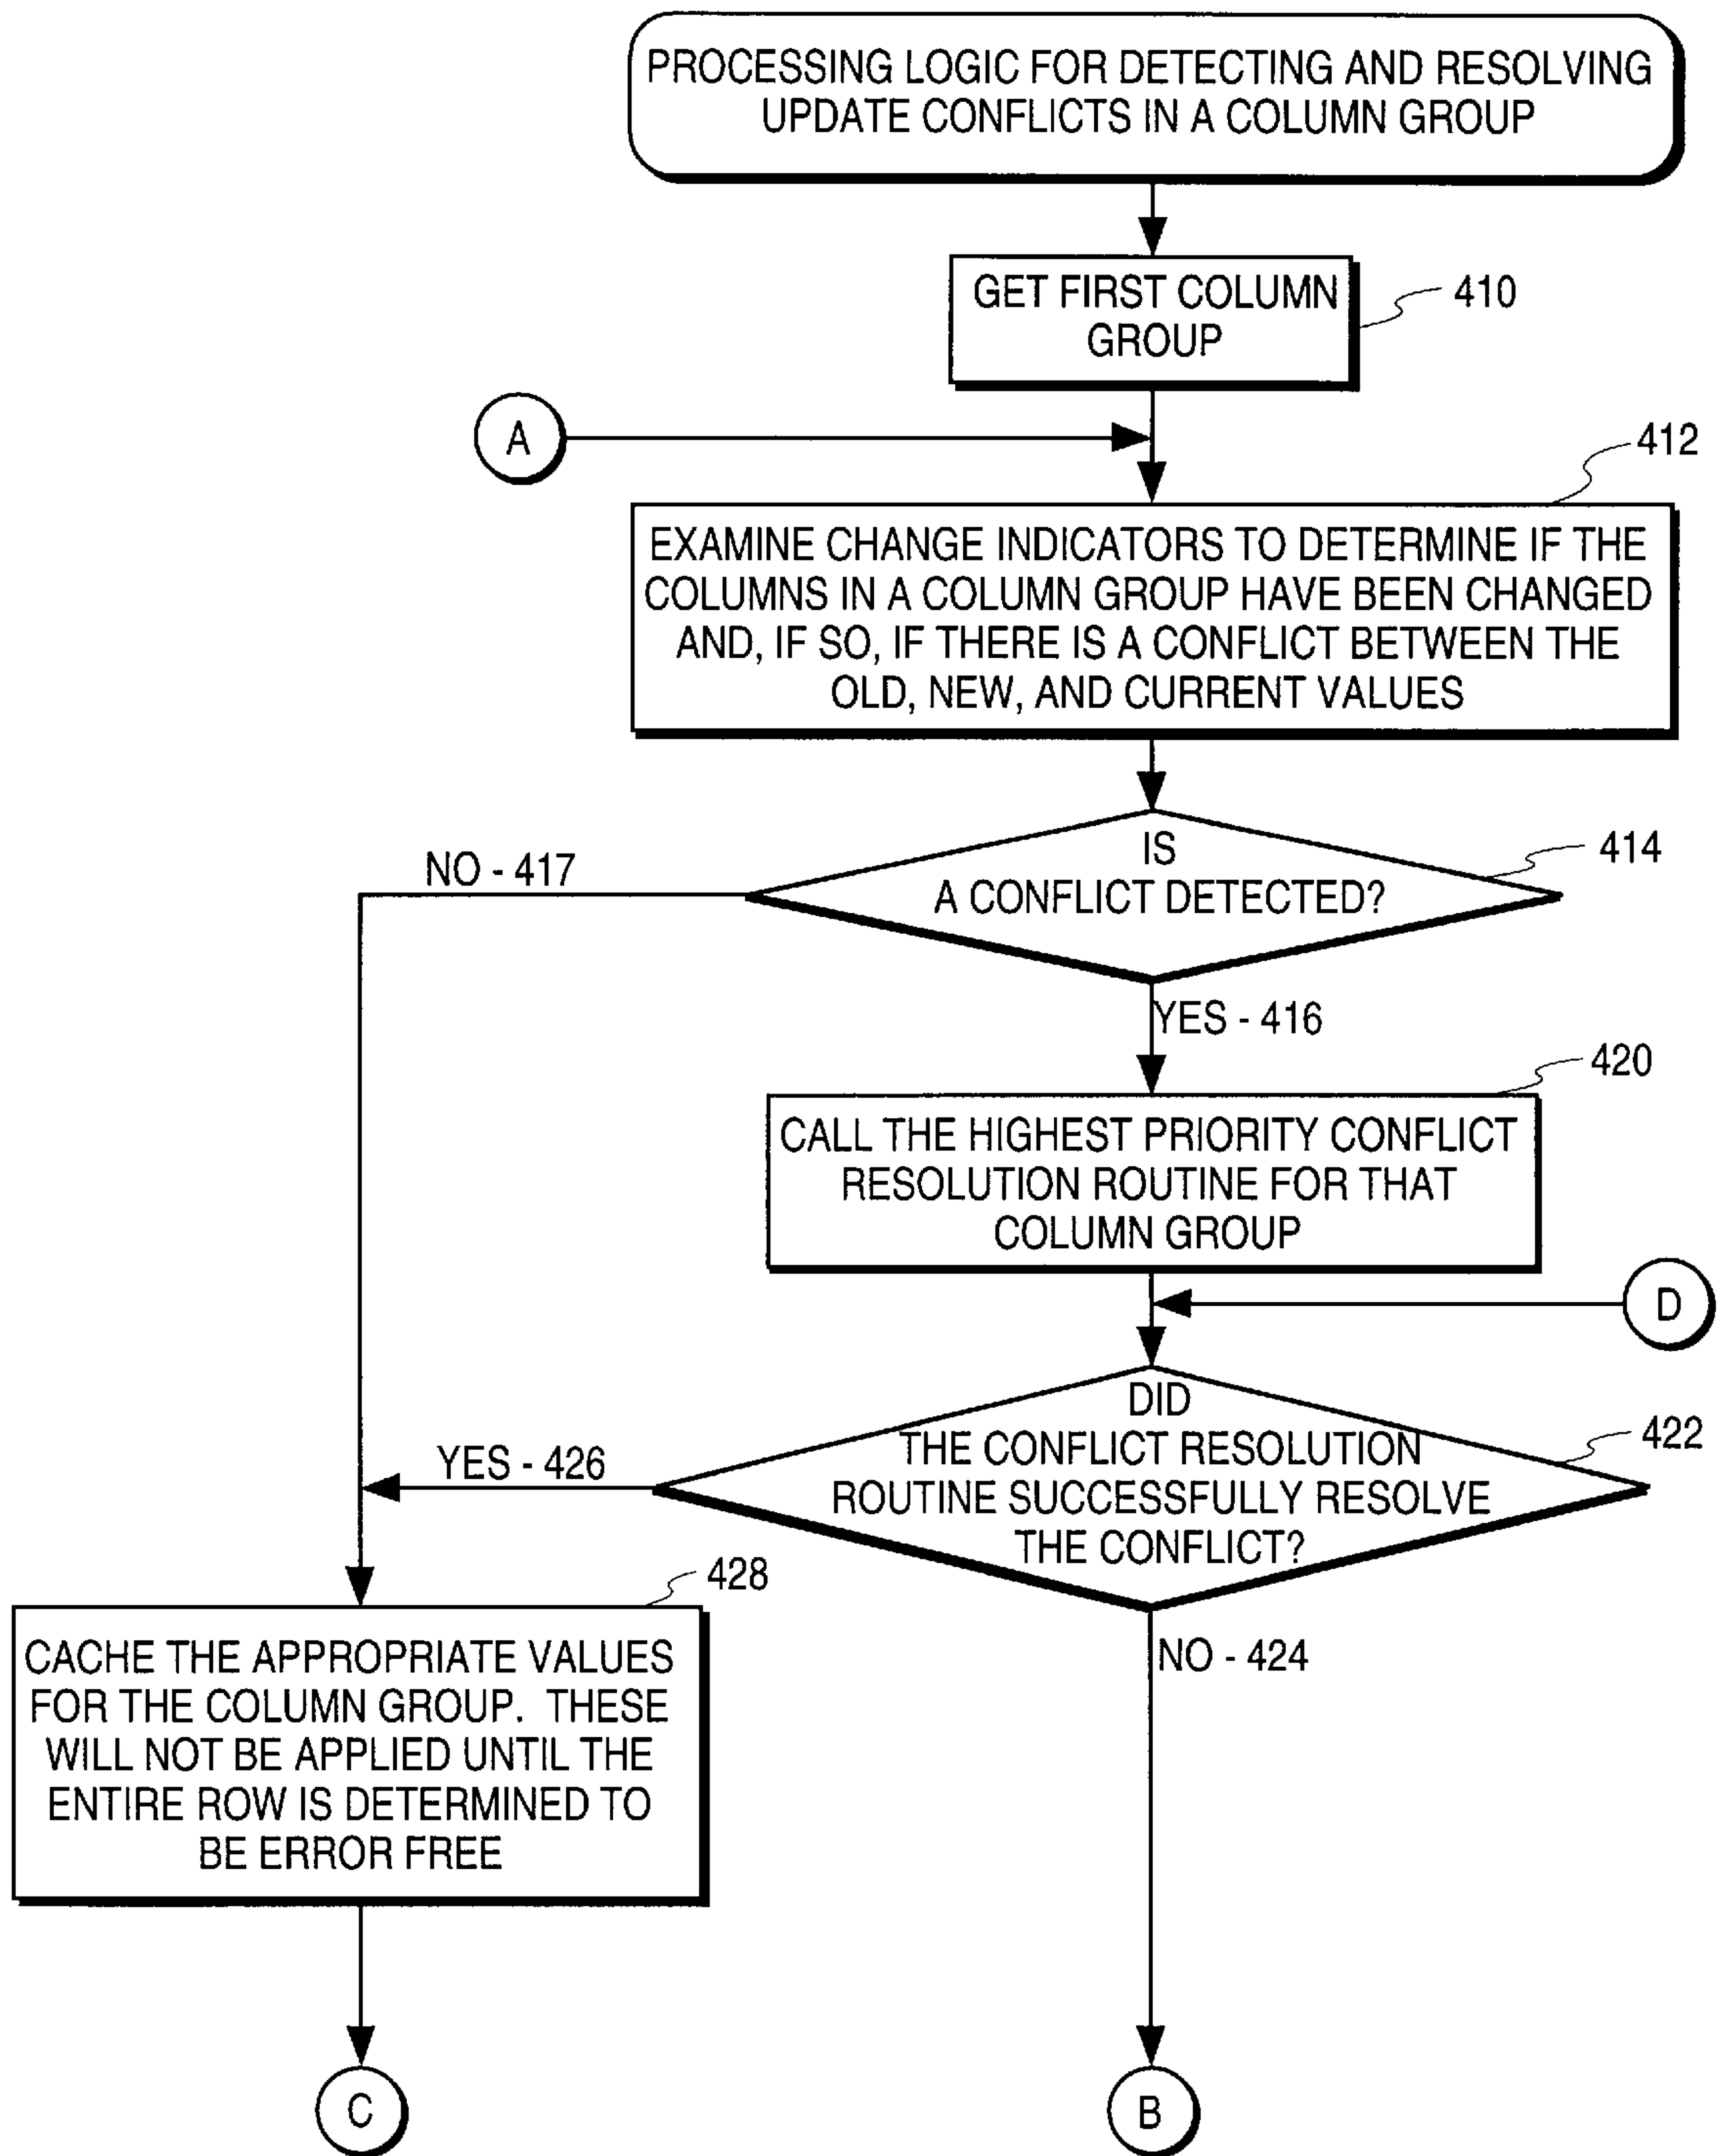 PROCESSING LOGIC FOR DETECTING AND RESOLVING
UPDATE CONFLICTS IN A COLUMN GROUP
GET FIRST COLUMN
GROUP
410
A
412
EXAMINE CHANGE INDICATORS TO DETERMINE IF THE
COLUMNS IN A COLUMN GROUP HAVE BEEN CHANGED
AND, IF SO, IF THERE IS A CONFLICT BETWEEN THE
OLD, NEW, AND CURRENT VALUES
IS
A CONFLICT DETECTED?
414
NO - 417
YES - 416
420
CALL THE HIGHEST PRIORITY CONFLICT
RESOLUTION ROUTINE FOR THAT
COLUMN GROUP
D
DID
THE CONFLICT RESOLUTION
ROUTINE SUCCESSFULLY RESOLVE
THE CONFLICT?
422
YES - 426
428
NO - 424
CACHE THE APPROPRIATE VALUES
FOR THE COLUMN GROUP. THESE
WILL NOT BE APPLIED UNTIL THE
ENTIRE ROW IS DETERMINED TO
BE ERROR FREE
C
B